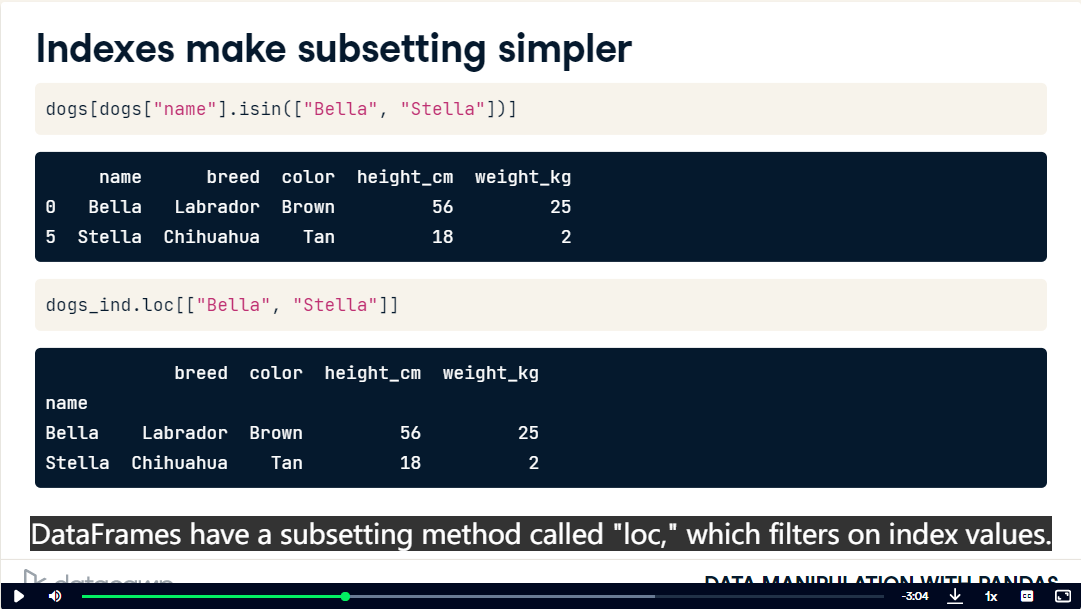 Indexes make subsetting simpler
dogs[dogs["name"].isin(["Bella", "Stella"])]
name breed color height_cm weight_kg
0 Bella Labrador Brown 56 25
5 Stella Chihuahua Tan 18 2
dogs_ind.loc[["Bella", "Stella"]]
breed color height_cm weight_kg
name
Bella Labrador Brown 56 25
Stella Chihuahua Tan 18 2
DataFrames have a subsetting method called "loc," which filters on index values.
datacamp
DATA MANIPULATION WITH PANDAS
-3:04
1x
CC